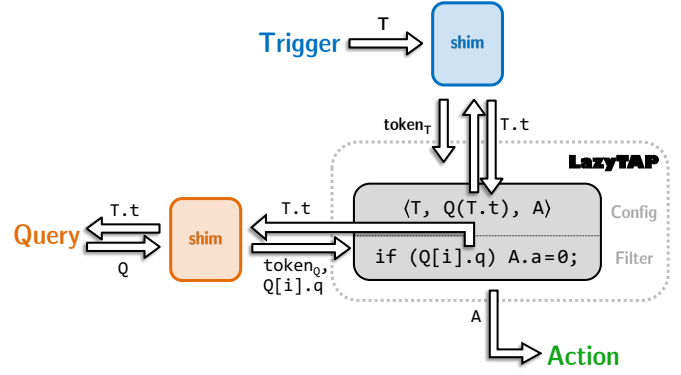 Trigger
T
shim
token_T
T.t
LazyTAP
⟨T, Q(T.t), A⟩
Config
if (Q[i].q) A.a=0;
Filter
Query
T.t
Q
shim
T.t
token_Q,
Q[i].q
A
Action